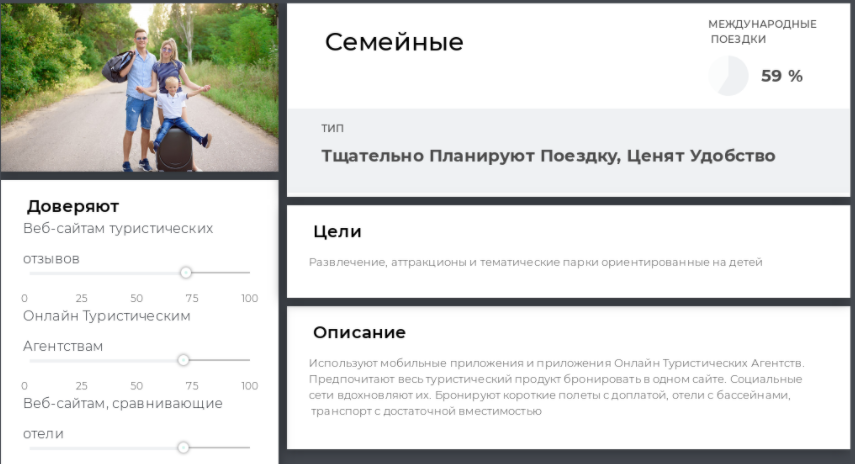 Семейные
МЕЖДУНАРОДНЫЕ
ПОЕЗДКИ
59 %
ТИП
Тщательно Планируют Поездку, Ценят Удобство
Доверяют
Веб-сайтам туристических
отзывов
0 25 50 75 100
Онлайн Туристическим
Агентствам
0 25 50 75 100
Веб-сайтам, сравнивающие
отели
Цели
Развлечение, аттракционы и тематические парки ориентированные на детей
Описание
Используют мобильные приложения и приложения Онлайн Туристических Агентств.
Предпочитают весь туристический продукт бронировать в одном сайте. Социальные
сети вдохновляют их. Бронируют короткие полеты с доплатой, отели с бассейнами,
транспорт с достаточной вместимостью